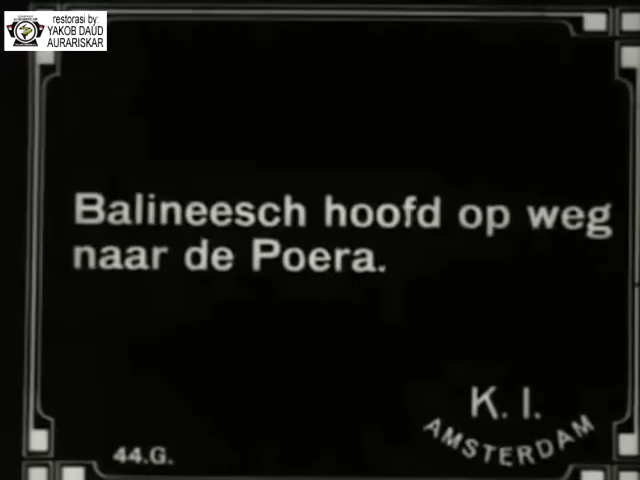 restorasi by:
YAKOB DAUD
AURARISKAR
Balineesch hoofd op weg
naar de Poera.
K. I.
AMSTERDAM
44.G.